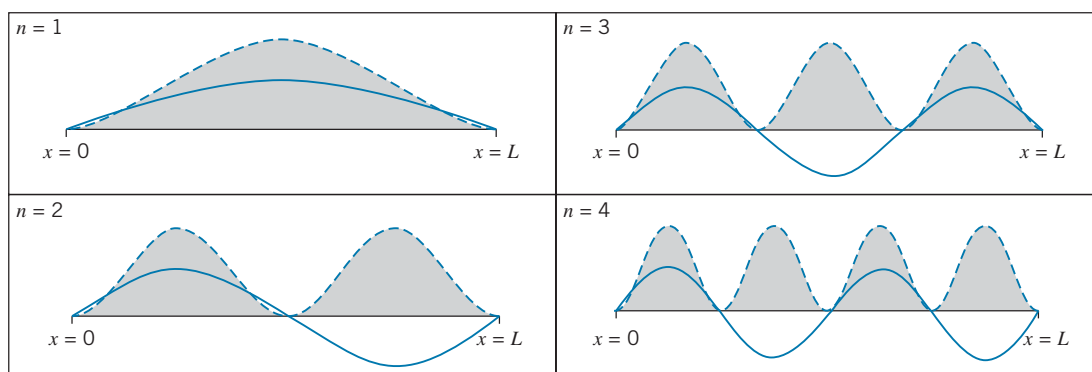 n = 1
x = 0
x = L
n = 3
x = 0
x = L
n = 2
x = 0
x = L
n = 4
x = 0
x = L